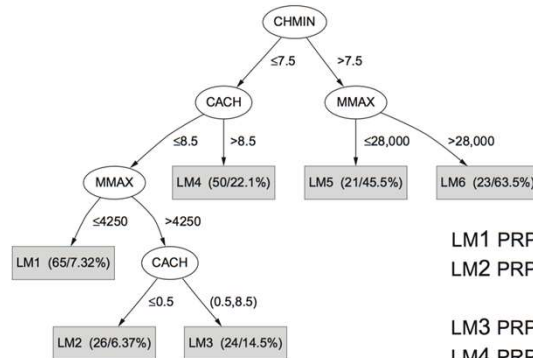 CHMIN
≤7.5
>7.5
CACH
MMAX
≤8.5
>8.5
≤28,000
>28,000
MMAX
LM4 (50/22.1%)
LM5 (21/45.5%)
LM6 (23/63.5%)
≤4250
>4250
LM1 PRP
LM1 (65/7.32%)
CACH
LM2 PRP
≤0.5
(0.5,8.5)
LM3 PRP
LM2 (26/6.37%)
LM3 (24/14.5%)
LM4 PRP